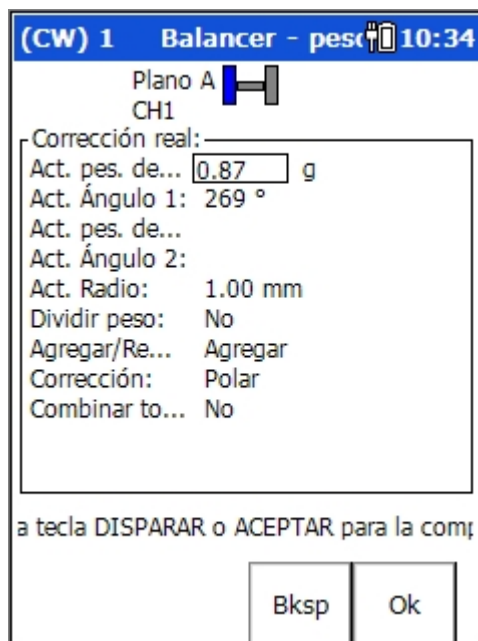 (CW) 1 Balancer - peso 10:34
Plano A
CH1
Corrección real:
Act. pes. de... 0.87 g
Act. Ángulo 1: 269 °
Act. pes. de...
Act. Ángulo 2:
Act. Radio: 1.00 mm
Dividir peso: No
Agregar/Re... Agregar
Corrección: Polar
Combinar to... No
a tecla DISPARAR o ACEPTAR para la comp
Bksp Ok